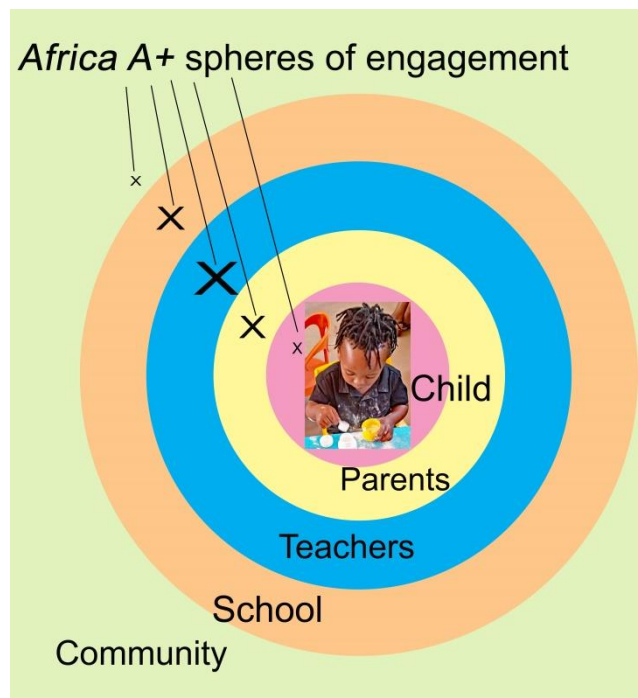 Africa A+ spheres of engagement
x
x
x
x
x
Child
Parents
Teachers
School
Community